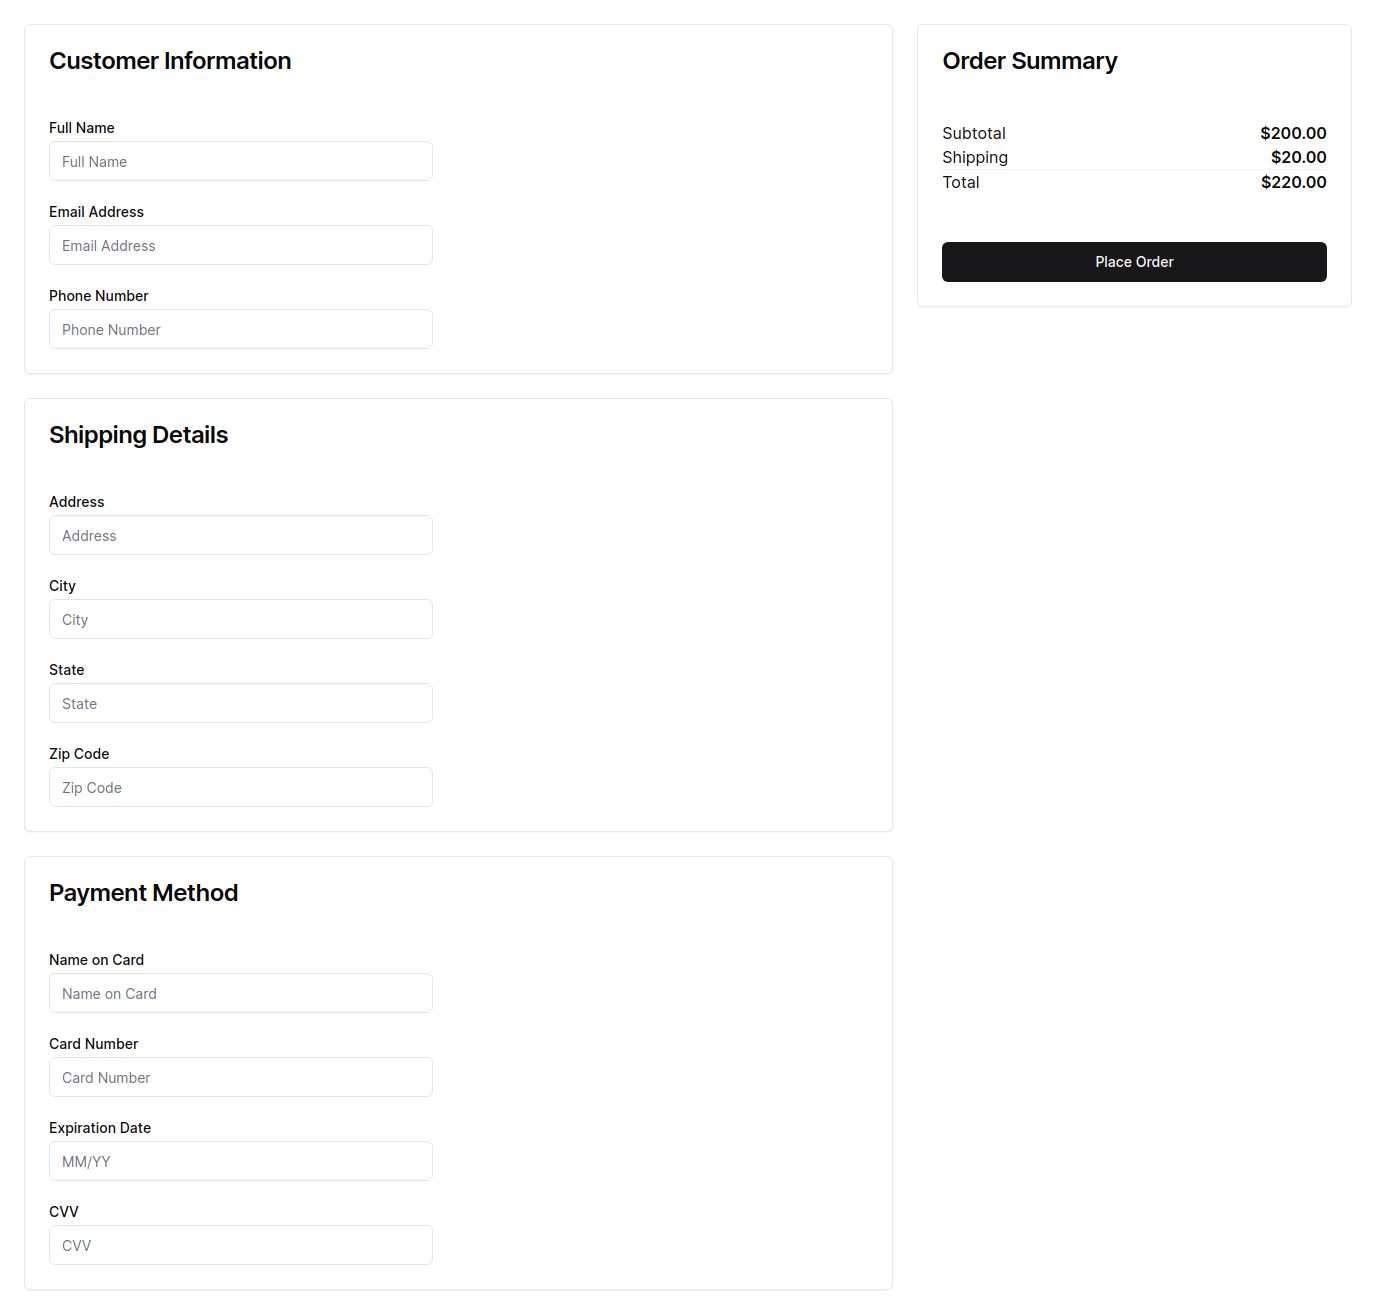 Customer Information
Full Name
Full Name
Email Address
Email Address
Phone Number
Phone Number
Shipping Details
Address
Address
City
City
State
State
Zip Code
Zip Code
Payment Method
Name on Card
Name on Card
Card Number
Card Number
Expiration Date
MM/YY
CVV
CVV
Order Summary
Subtotal $200.00
Shipping $20.00
Total $220.00
Place Order